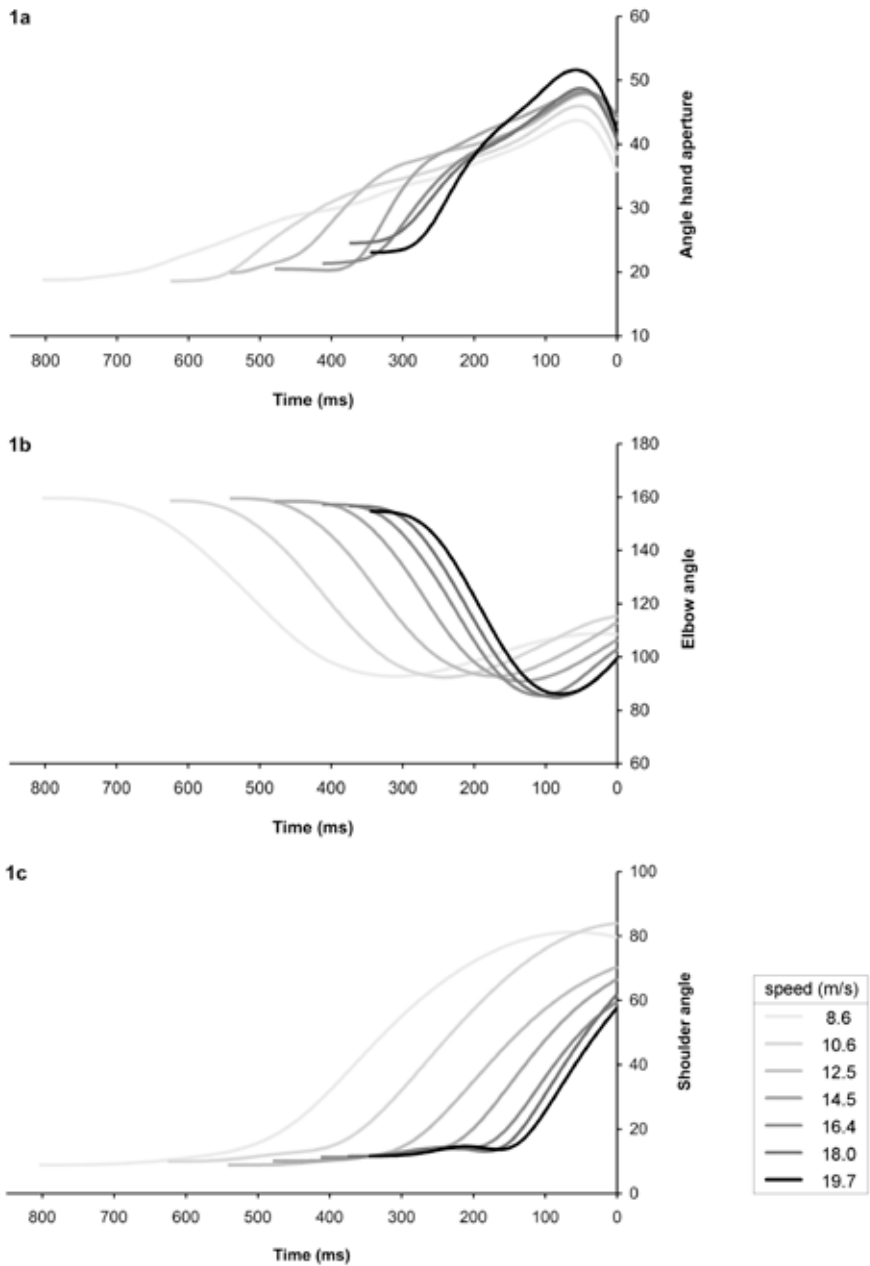 1a
60
50
40
30
20
10
Angle hand aperture
800 700 600 500 400 300 200 100 0
Time (ms)
1b
180
160
140
120
100
80
60
Elbow angle
800 700 600 500 400 300 200 100 0
Time (ms)
1c
100
80
60
40
20
0
Shoulder angle
800 700 600 500 400 300 200 100 0
Time (ms)
speed (m/s)
8.6
10.6
12.5
14.5
16.4
18.0
19.7